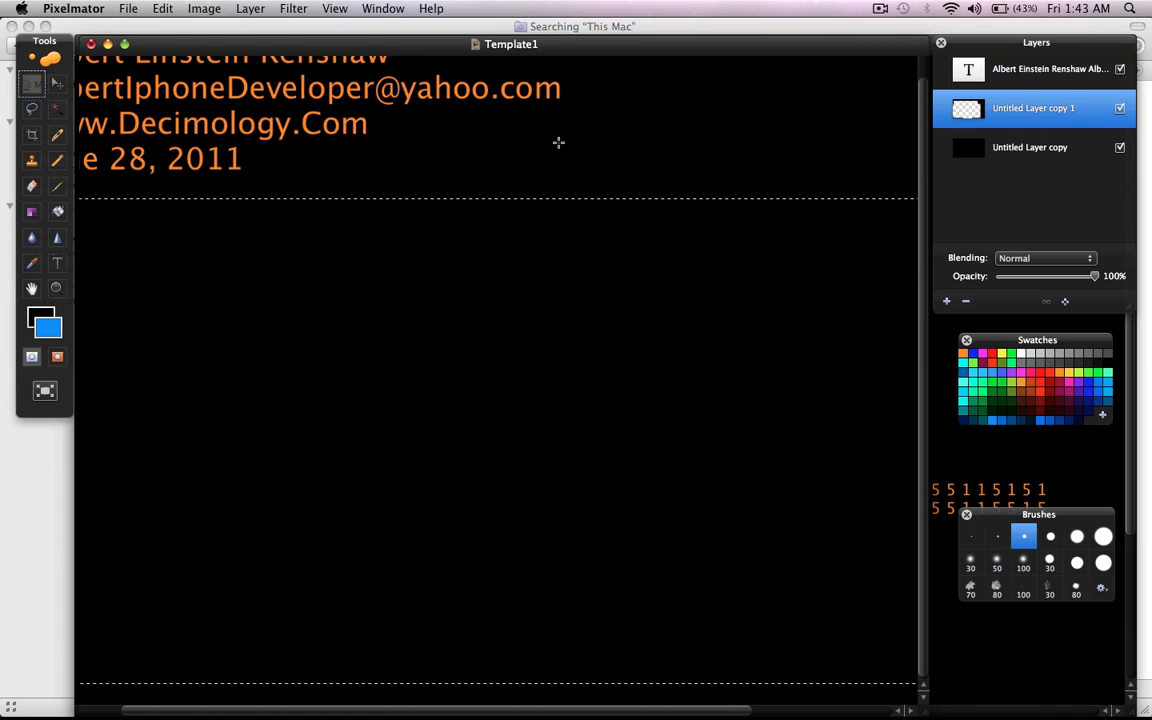 Pixelmator File Edit Image Layer Filter View Window Help (43%) Fri 1:43 AM
Searching "This Mac"
Tools
Template1
Layers
Einstein Renshaw
bertIphoneDeveloper@yahoo.com
w.Decimology.Com
e 28, 2011
T Albert Einstein Renshaw Alb...
Untitled Layer copy 1
Untitled Layer copy
T
Blending: Normal
Opacity: 100%
Swatches
5 5 1 1 5 1 5 1
Brushes
30 50 100 30
70 80 100 30 80